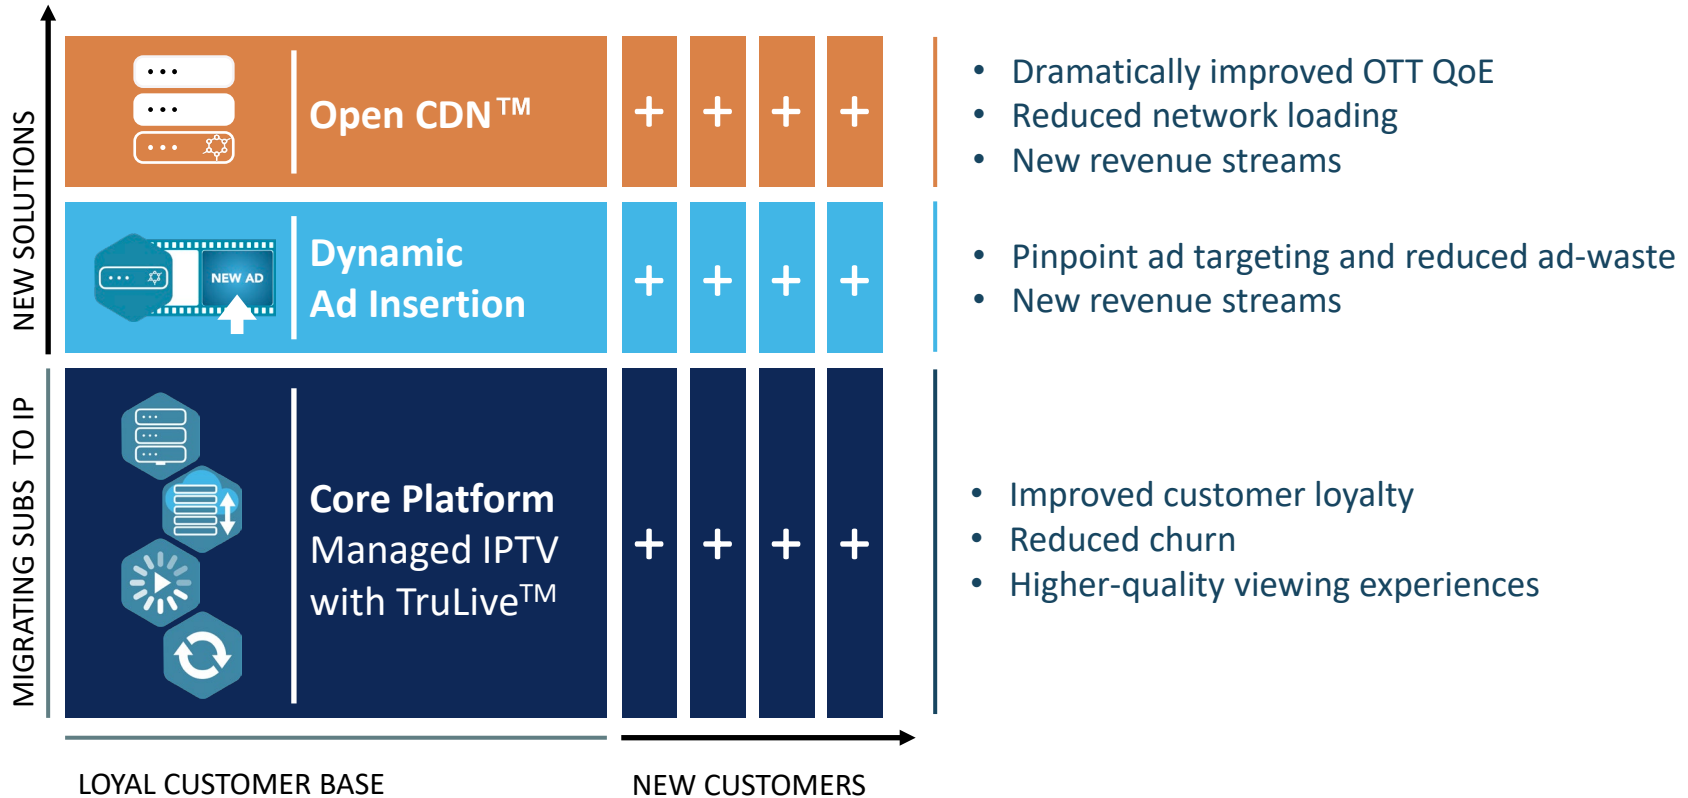 NEW SOLUTIONS
Open CDN™
+ + + +
• Dramatically improved OTT QoE
• Reduced network loading
• New revenue streams
NEW AD
Dynamic
Ad Insertion
+ + + +
• Pinpoint ad targeting and reduced ad-waste
• New revenue streams
MIGRATING SUBS TO IP
Core Platform
Managed IPTV
with TruLive™
+ + + +
• Improved customer loyalty
• Reduced churn
• Higher-quality viewing experiences
LOYAL CUSTOMER BASE
NEW CUSTOMERS